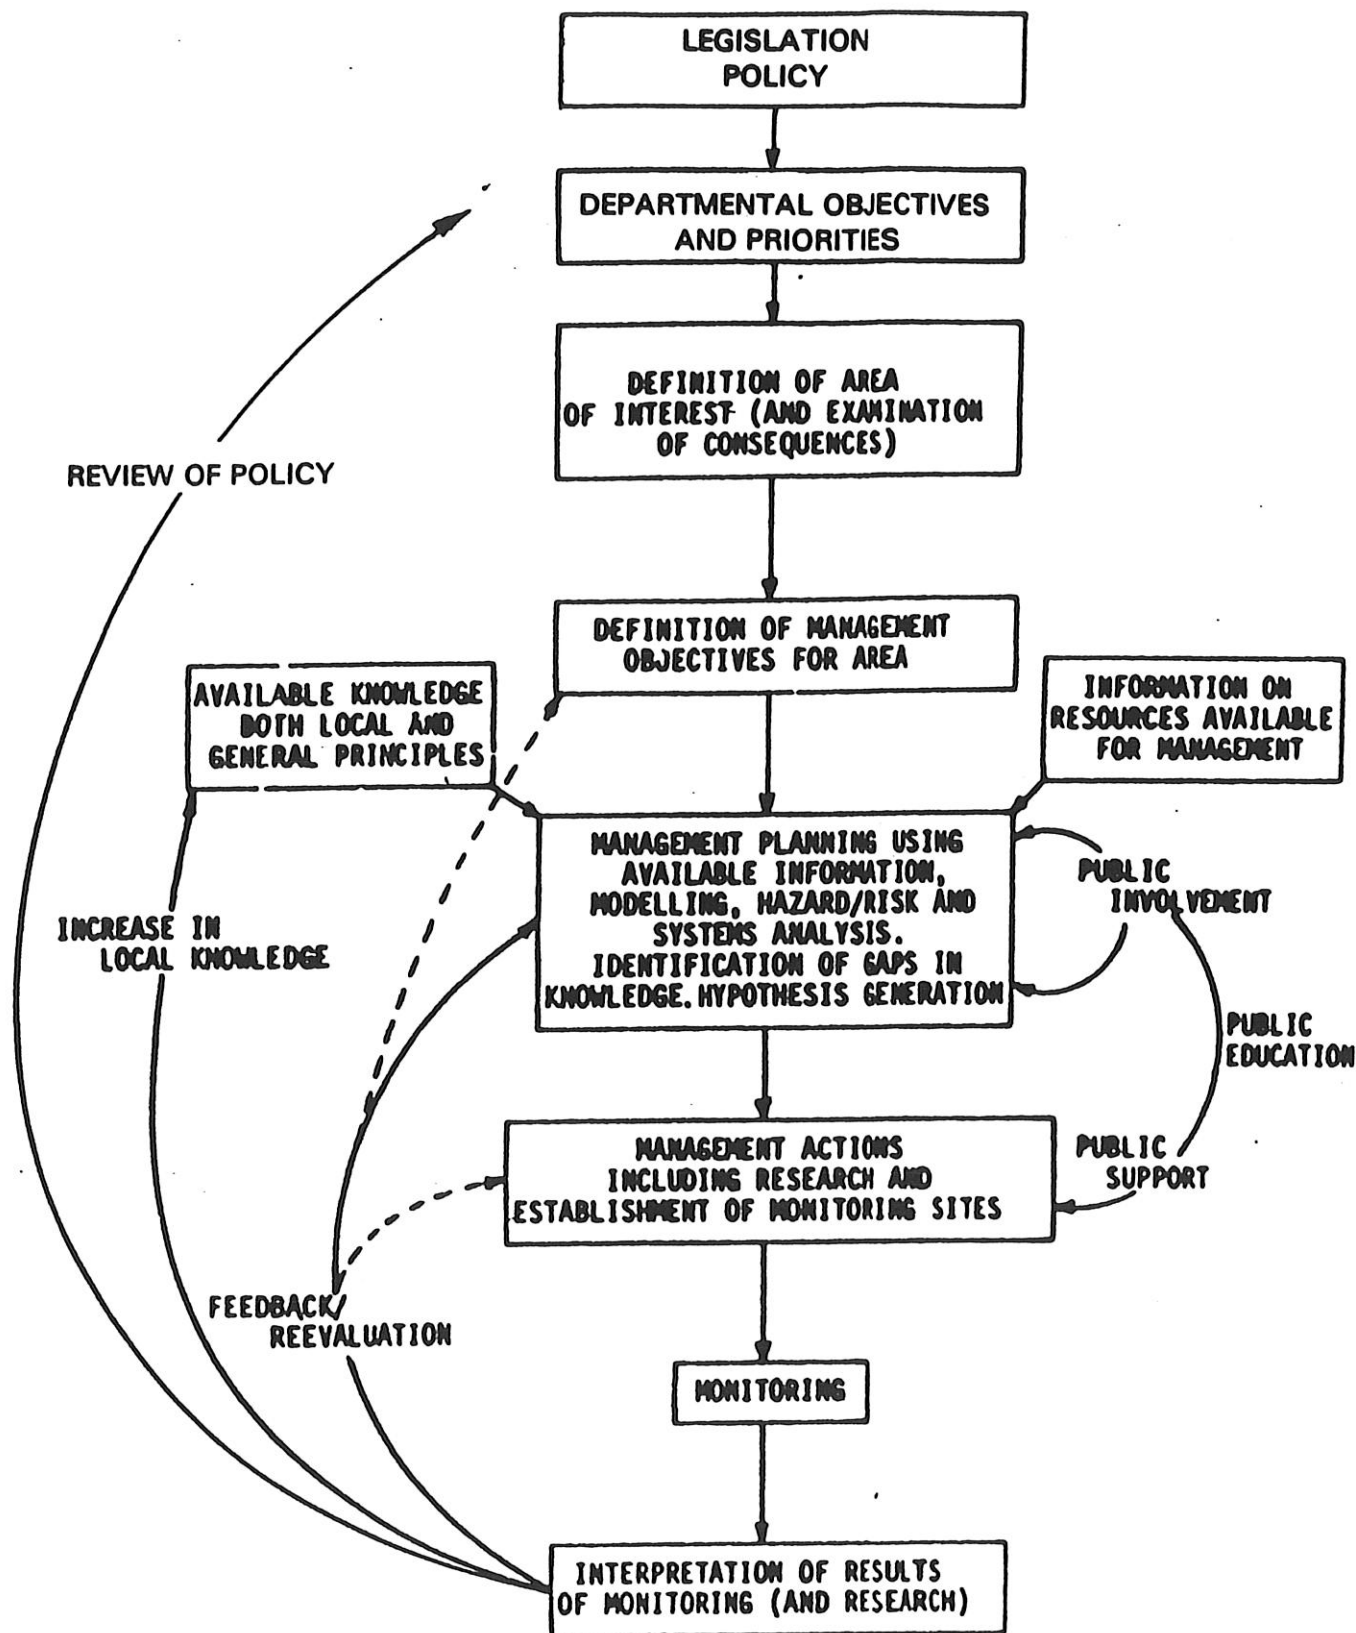 LEGISLATION
POLICY
DEPARTMENTAL OBJECTIVES
AND PRIORITIES
DEFINITION OF AREA
OF INTEREST (AND EXAMINATION
OF CONSEQUENCES)
REVIEW OF POLICY
DEFINITION OF MANAGEMENT
OBJECTIVES FOR AREA
AVAILABLE KNOWLEDGE
BOTH LOCAL AND
GENERAL PRINCIPLES
INFORMATION ON
RESOURCES AVAILABLE
FOR MANAGEMENT
MANAGEMENT PLANNING USING
AVAILABLE INFORMATION,
MODELLING, HAZARD/RISK AND
SYSTEMS ANALYSIS.
IDENTIFICATION OF GAPS IN
KNOWLEDGE. HYPOTHESIS GENERATION
PUBLIC
INVOLVEMENT
INCREASE IN
LOCAL KNOWLEDGE
PUBLIC
EDUCATION
MANAGEMENT ACTIONS
INCLUDING RESEARCH AND
ESTABLISHMENT OF MONITORING SITES
PUBLIC
SUPPORT
FEEDBACK/
REEVALUATION
MONITORING
INTERPRETATION OF RESULTS
OF MONITORING (AND RESEARCH)